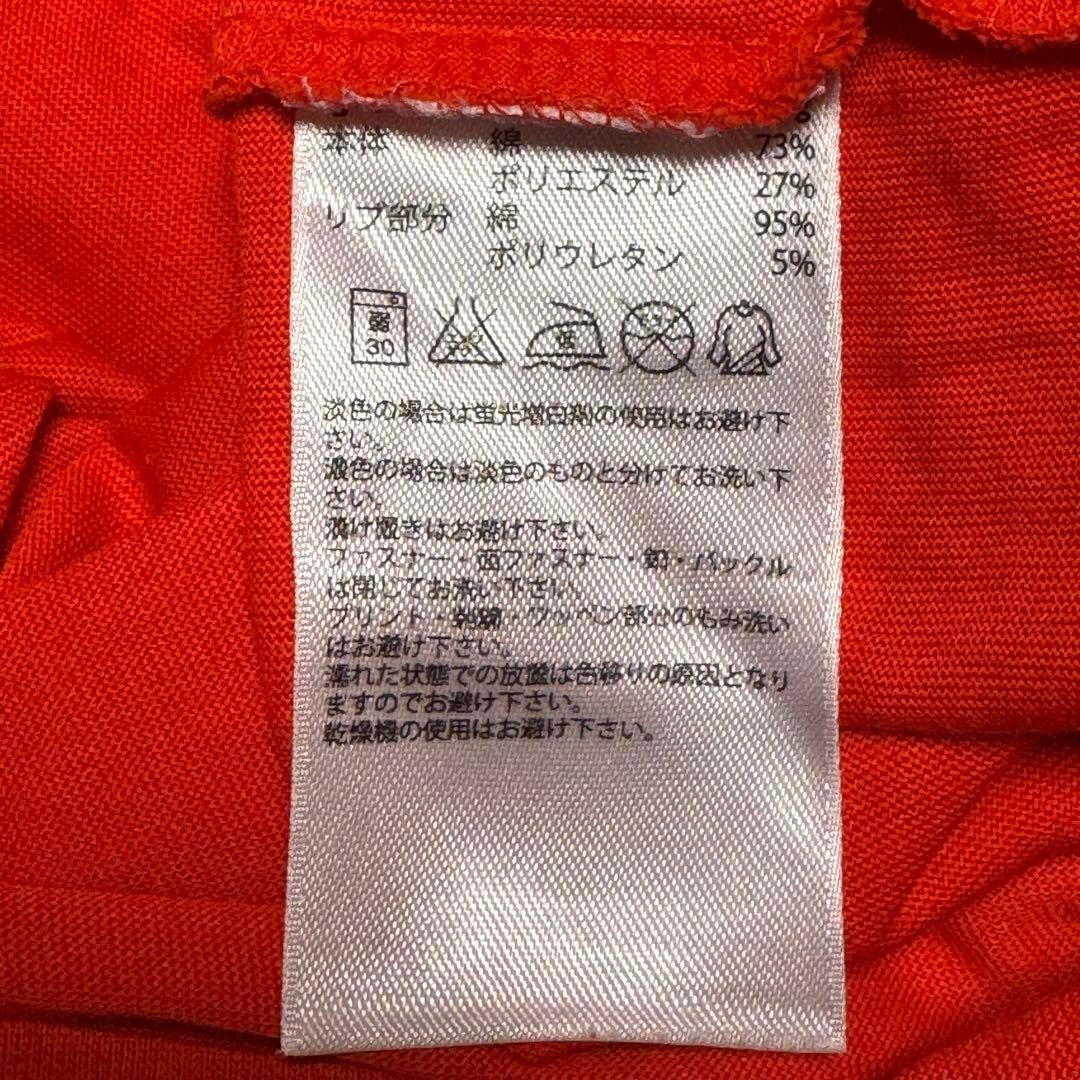 本体 綿 73%
ポリエステル 27%
リブ部分 綿 95%
ポリウレタン 5%
弱
30
淡色の場合は蛍光増白剤の使用はお避け下
さい。
濃色の場合は淡色のものと分けてお洗い下
さい。
漬け置きはお避け下さい。
ファスナー・面ファスナー・釦・バックル
は閉じてお洗い下さい。
プリント・刺繍・ワッペン部分のもみ洗い
はお避け下さい。
濡れた状態での放置は色移りの原因となり
ますのでお避け下さい。
乾燥機の使用はお避け下さい。